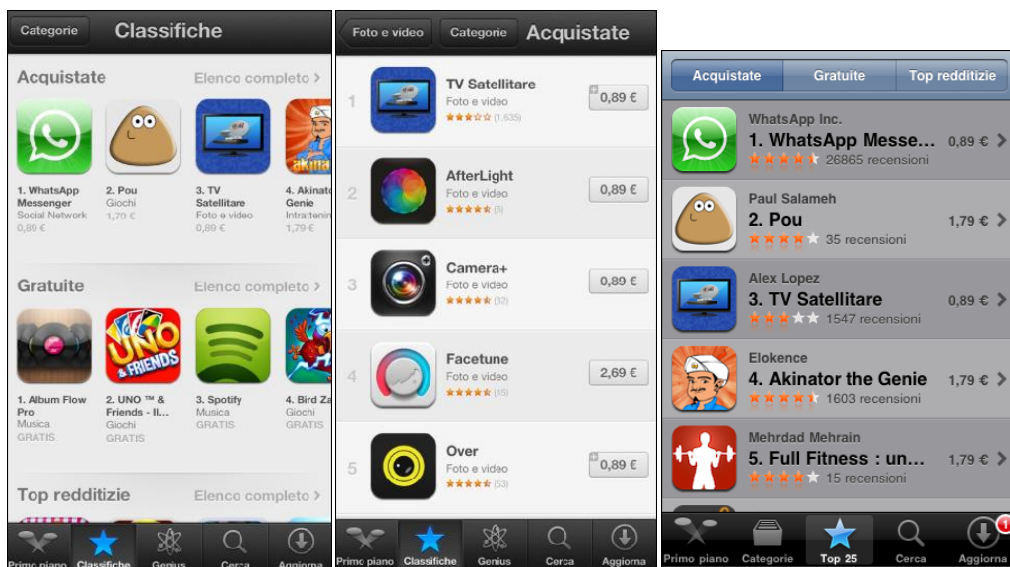 Categorie
Classifiche
Acquistate
Elenco completo
1. WhatsApp
Messenger
Social Network
0,89 €
2. Pou
Giochi
1,79 €
3. TV
Satellitare
Foto e video
0,89 €
4. Akinato
Genie
Intratenin
1,79 €
Gratuite
Elenco completo
UNO
& FRIENDS
1. Album Flow
Pro
Musica
GRATIS
2. UNO ™ &
Friends - Il...
Giochi
GRATIS
3. Spotify
Musica
GRATIS
4. Bird Za
Giochi
GRATIS
Top redditizie
Elenco completo
Primo piano
Classifiche
Genius
Cerca
Aggiorna
Foto e video
Categorie
Acquistate
1
TV Satellitare
Foto e video
(1.635)
0,89 €
2
AfterLight
Foto e video
(5)
0,89 €
3
Camera+
Foto e video
(32)
0,89 €
4
Facetune
Foto e video
2,69 €
5
Over
Foto e video
(53)
0,89 €
Primo piano
Classifiche
Genius
Cerca
Aggiorna
Acquistate
Gratuite
Top redditizie
WhatsApp Inc.
1. WhatsApp Messe...
0,89 €
26865 recensioni
Paul Salameh
2. Pou
1,79 €
35 recensioni
Alex Lopez
3. TV Satellitare
0,89 €
1547 recensioni
Elokence
4. Akinator the Genie
1,79 €
1603 recensioni
Mehrdad Mehrain
5. Full Fitness : un...
1,79 €
15 recensioni
Primo piano
Categorie
Top 25
Cerca
Aggiorna
1